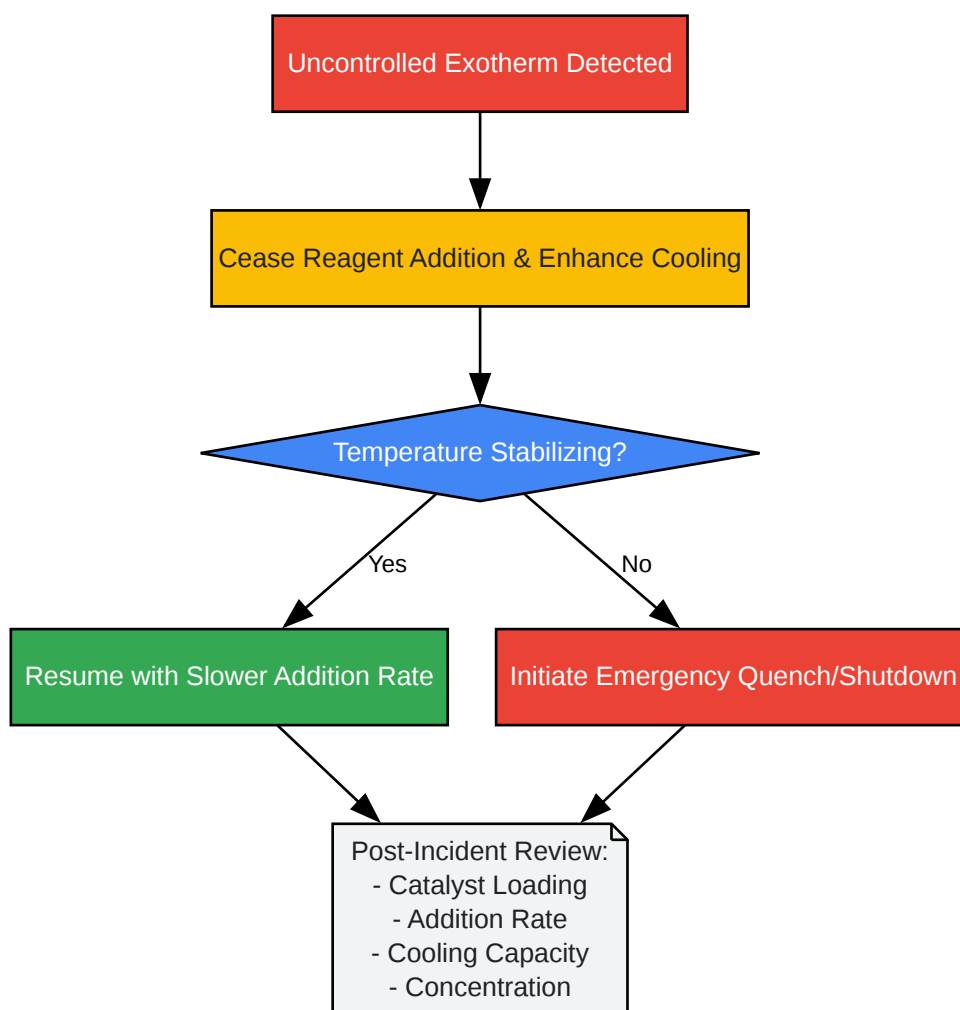 Uncontrolled Exotherm Detected
Cease Reagent Addition & Enhance Cooling
Temperature Stabilizing?
Yes
No
Resume with Slower Addition Rate
Initiate Emergency Quench/Shutdown
Post-Incident Review:
- Catalyst Loading
- Addition Rate
- Cooling Capacity
- Concentration